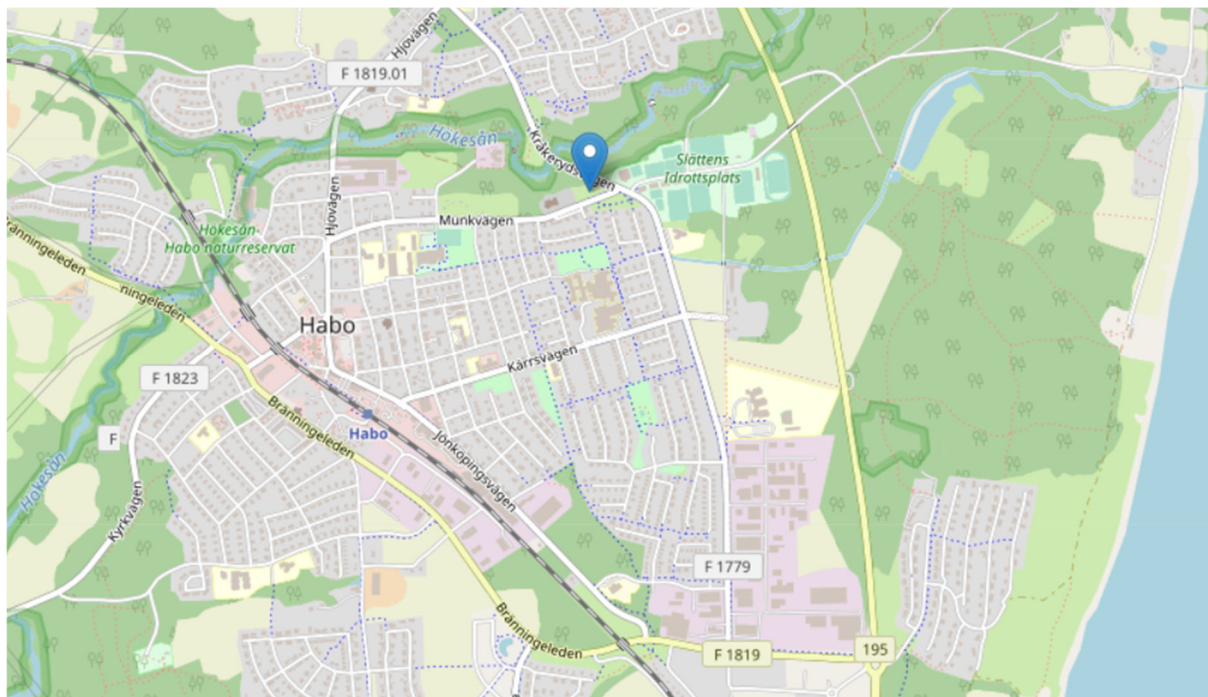 Hjovägen
F 1819.01
Hökesån
Kråkerydsvägen
Slättens
Idrottsplats
Munkvägen
Hjovägen
Hökesån-
Habo naturreservat
Bränningeleden
ningeleden
Habo
Kärrsvägen
F 1823
Bränningeleden
Habo
F
Jönköpingsvägen
Hökesån
Kyrkvägen
F 1779
Bränningeleden
F 1819
195